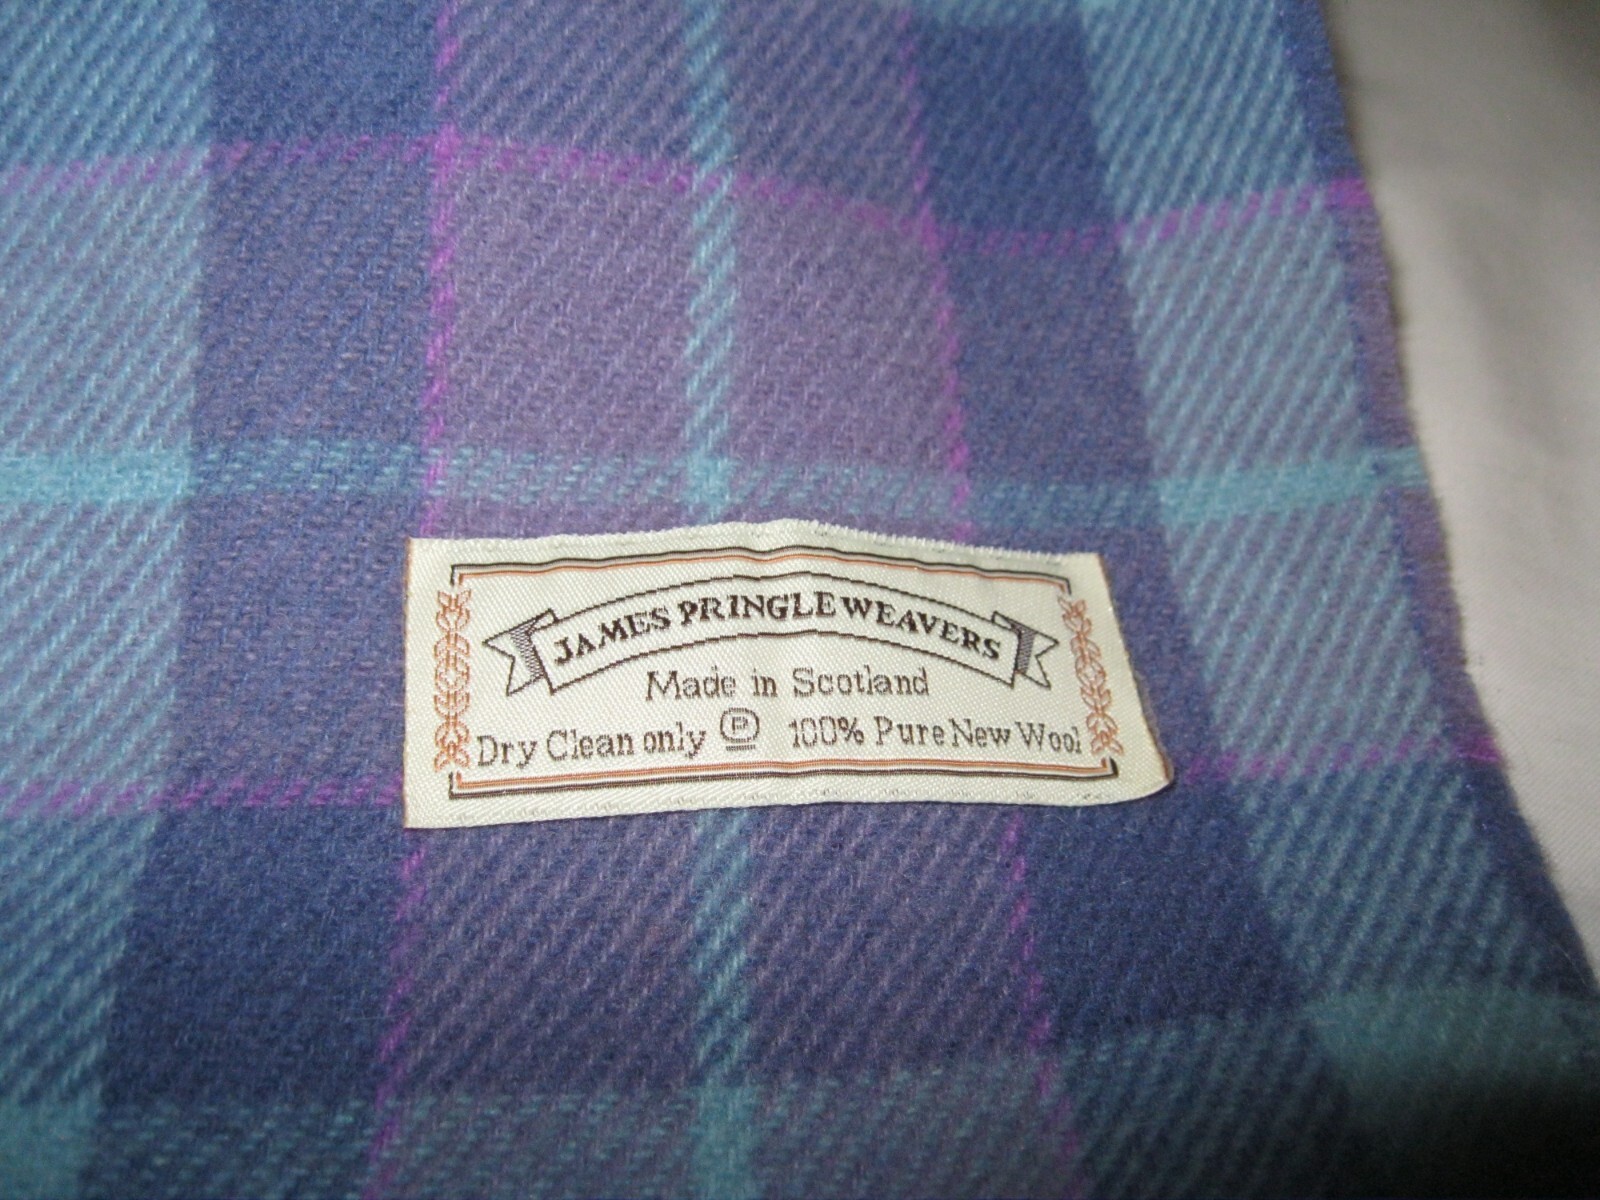 JAMES PRINGLE WEAVERS
Made in Scotland
Dry Clean only Ⓟ 100% Pure New Wool